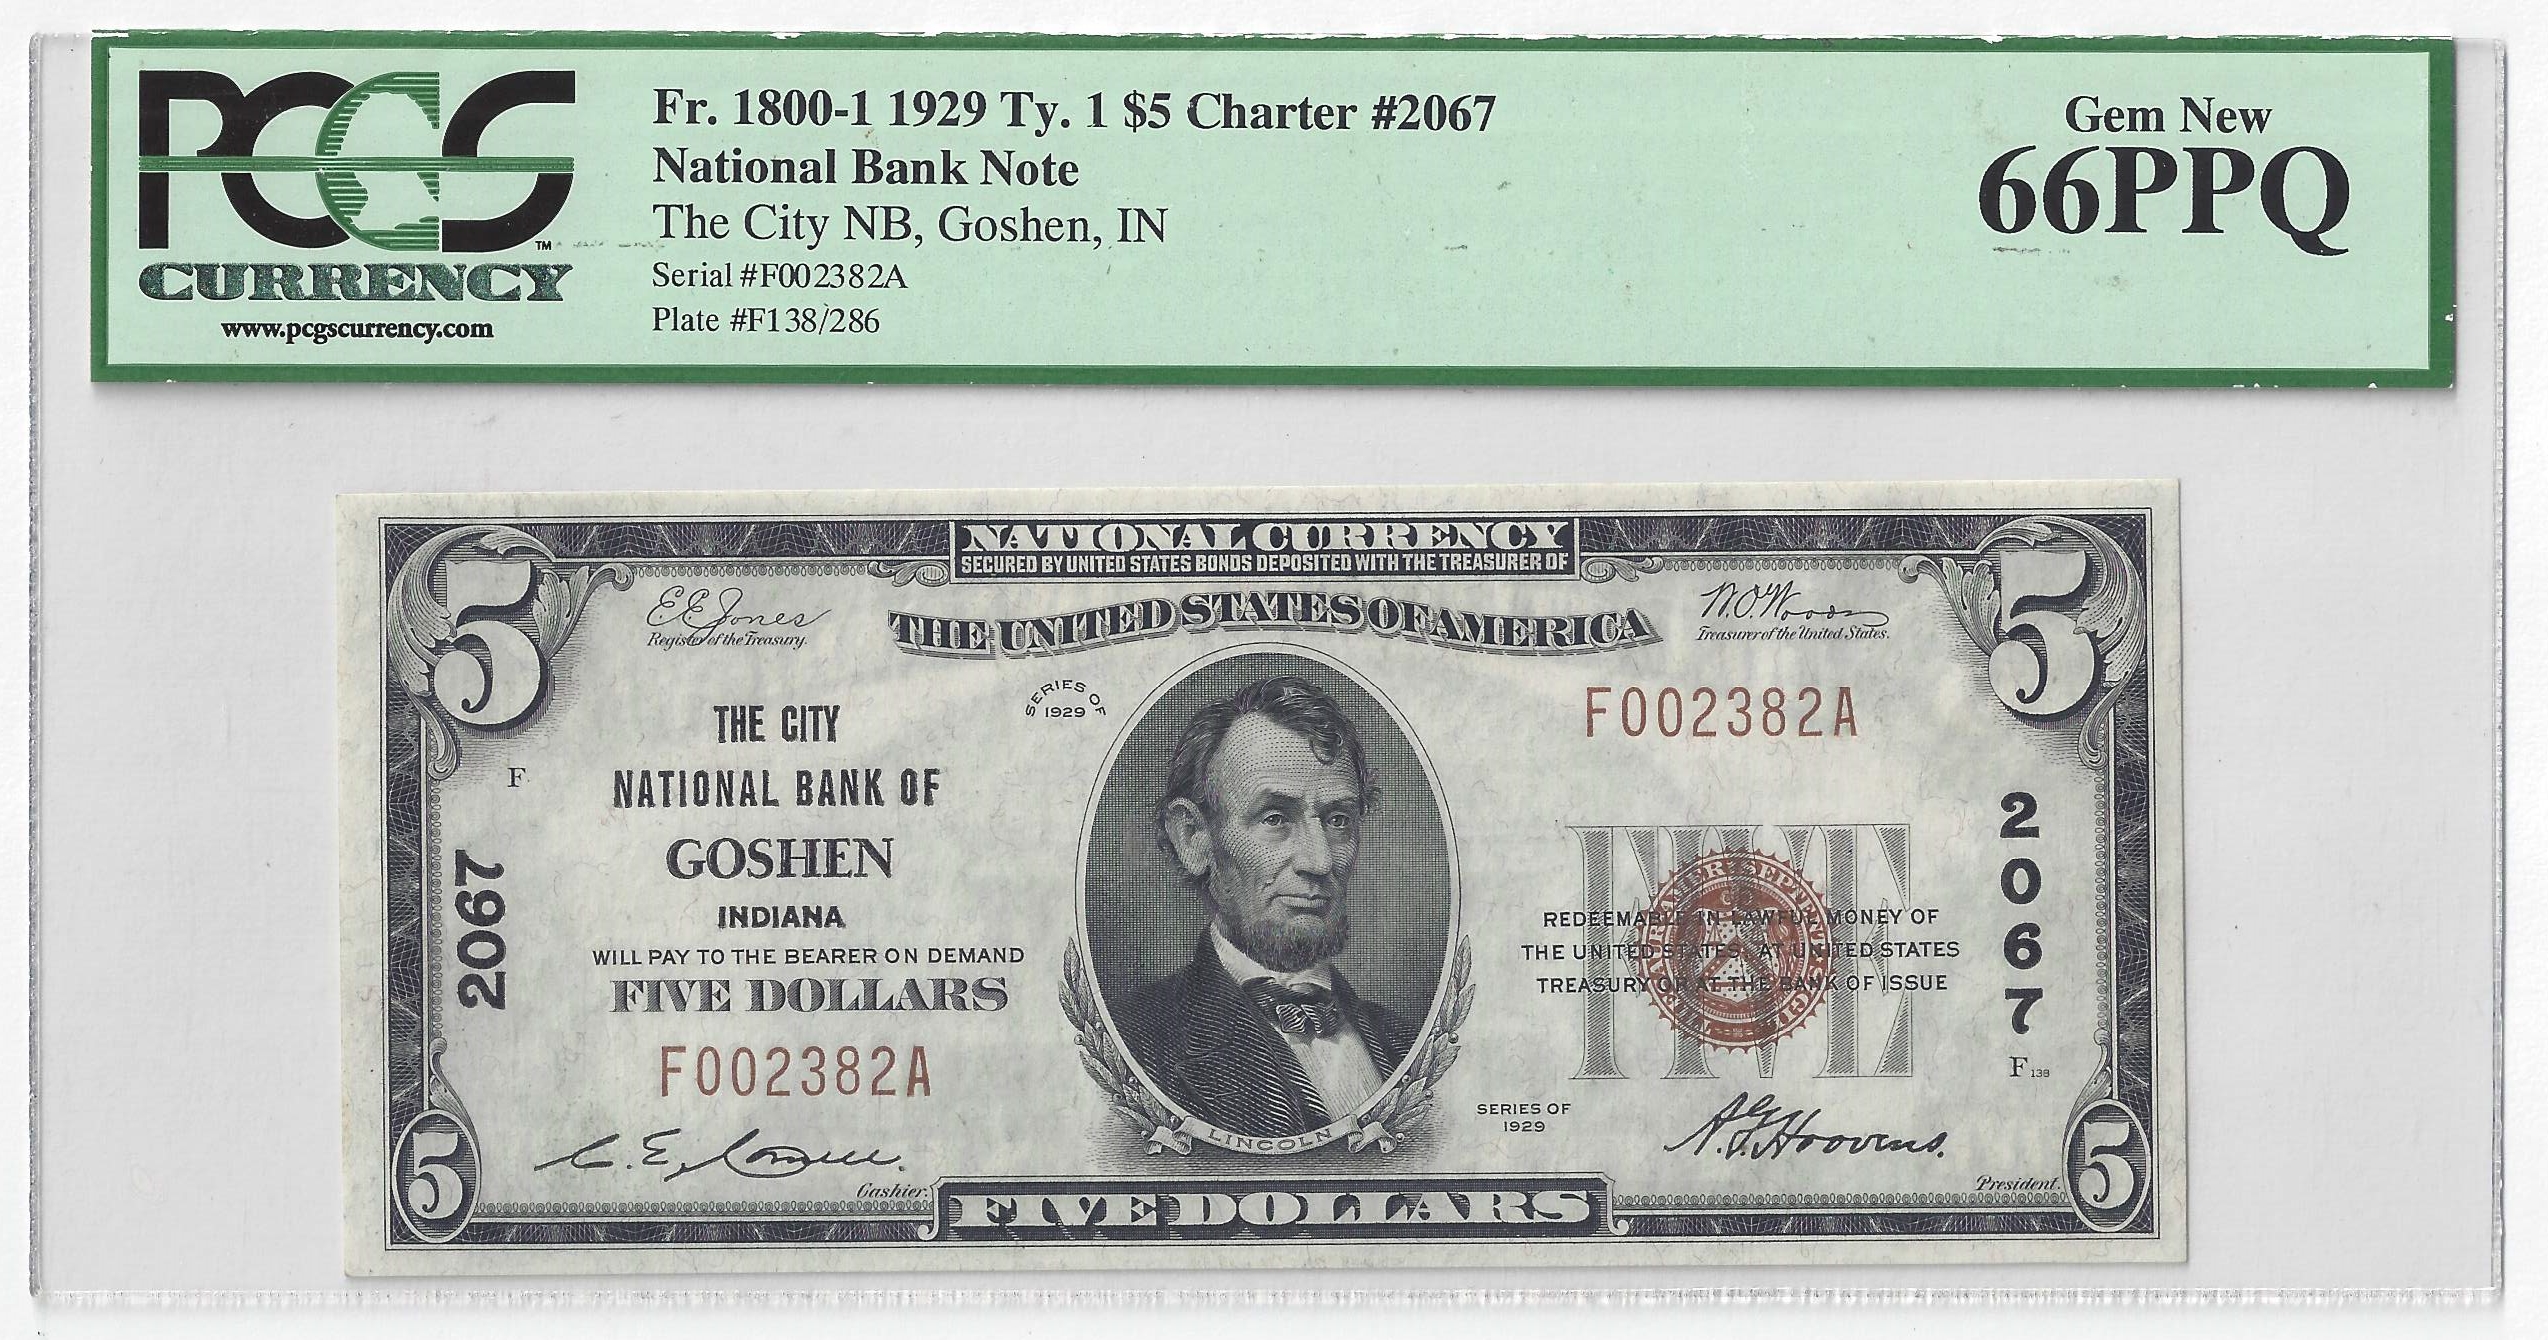 PCGS
TM
CURRENCY
www.pcgscurrency.com
Fr. 1800-1 1929 Ty. 1 $5 Charter #2067
National Bank Note
The City NB, Goshen, IN
Serial #F002382A
Plate #F138/286
Gem New
66PPQ
5
NATIONAL CURRENCY
SECURED BY UNITED STATES BONDS DEPOSITED WITH THE TREASURER OF
5
E.E. Jones
Register of the Treasury.
THE UNITED STATES OF AMERICA
W.O. Woods
Treasurer of the United States.
SERIES OF
1929
F002382A
THE CITY
F
NATIONAL BANK OF
GOSHEN
INDIANA
WILL PAY TO THE BEARER ON DEMAND
FIVE DOLLARS
F002382A
2067
FIVE
REDEEMABLE IN LAWFUL MONEY OF
THE UNITED STATES, AT UNITED STATES
TREASURY OR AT THE BANK OF ISSUE
2067
F 138
LINCOLN
SERIES OF
1929
C. E.
Cashier.
A. G. Hoovens.
President.
5
FIVE DOLLARS
5